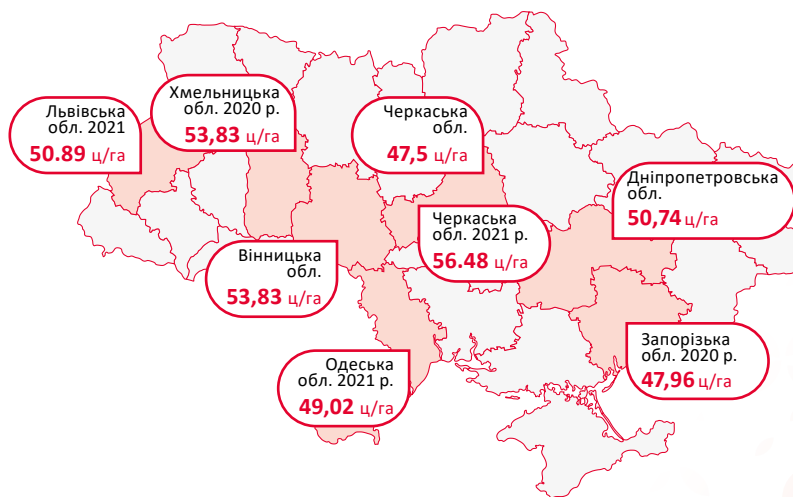 Хмельницька
обл. 2020 р.
53,83 ц/га
Львівська
обл. 2021
50.89 ц/га
Черкаська
обл.
47,5 ц/га
Дніпропетровська
обл.
50,74 ц/га
Черкаська
обл. 2021 р.
56.48 ц/га
Вінницька
обл.
53,83 ц/га
Запорізька
обл. 2020 р.
47,96 ц/га
Одеська
обл. 2021 р.
49,02 ц/га